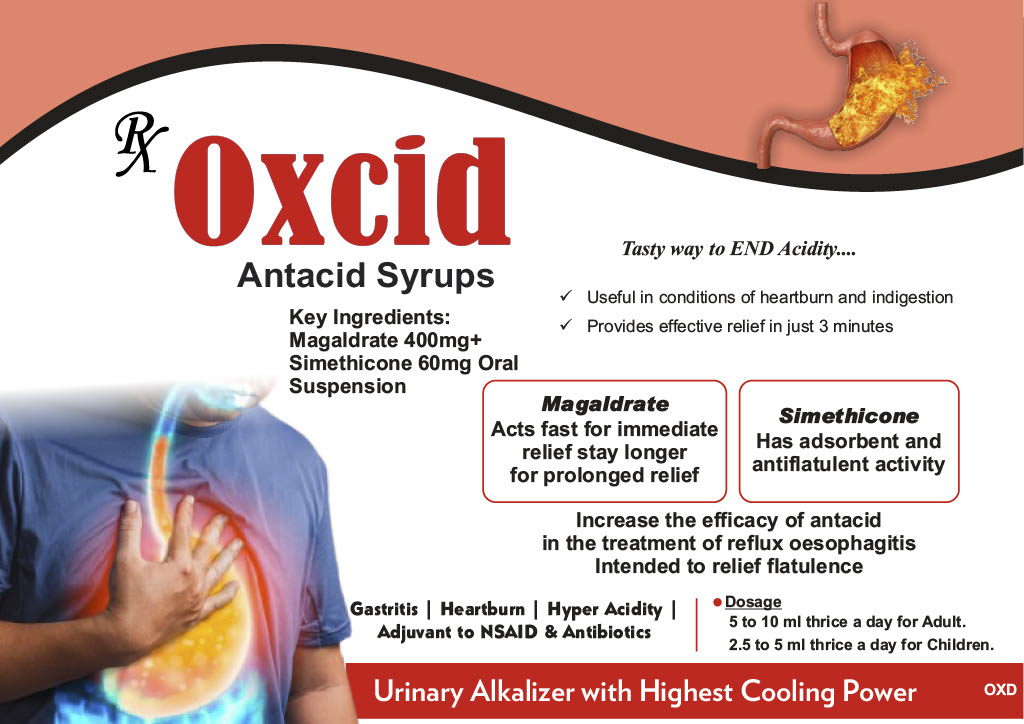 Rx
Oxcid
Antacid Syrups
Key Ingredients:
Magaldrate 400mg+
Simethicone 60mg Oral
Suspension
Tasty way to END Acidity....
✓ Useful in conditions of heartburn and indigestion
✓ Provides effective relief in just 3 minutes
Magaldrate
Acts fast for immediate
relief stay longer
for prolonged relief
Simethicone
Has adsorbent and
antiflatulent activity
Increase the efficacy of antacid
in the treatment of reflux oesophagitis
Intended to relief flatulence
Gastritis | Heartburn | Hyper Acidity |
Adjuvant to NSAID & Antibiotics
● Dosage
5 to 10 ml thrice a day for Adult.
2.5 to 5 ml thrice a day for Children.
Urinary Alkalizer with Highest Cooling Power
OXD